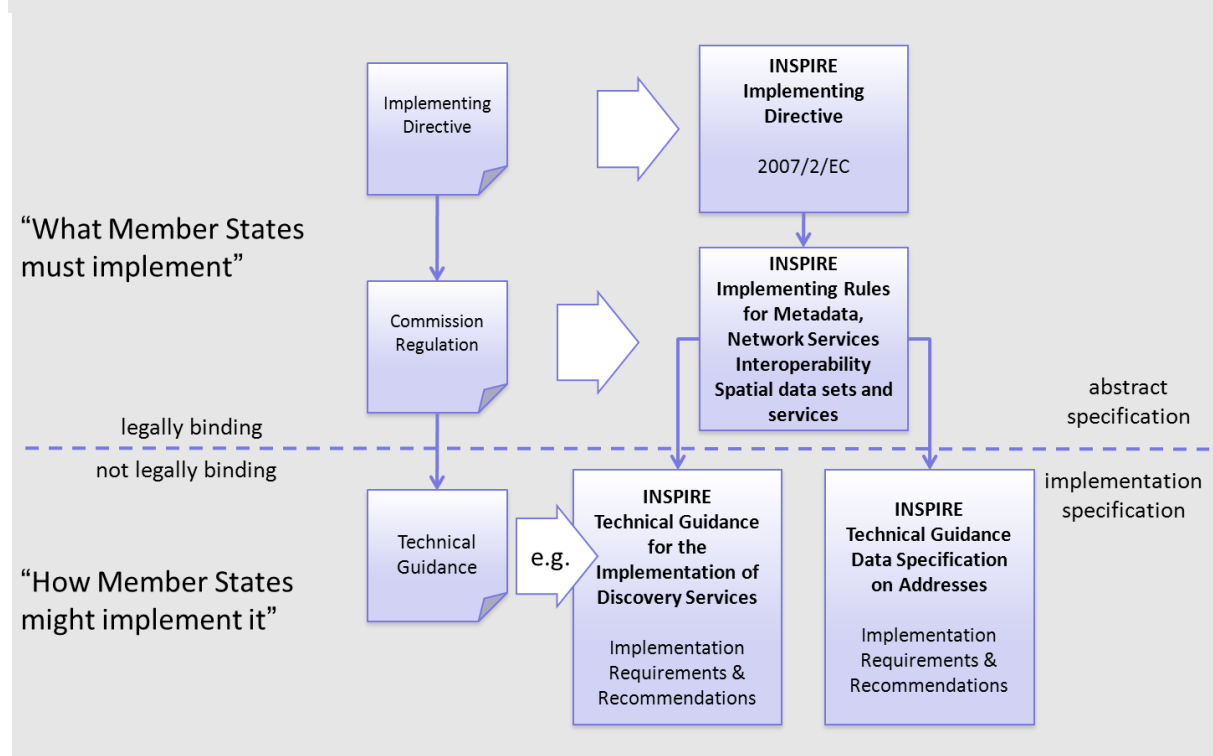 Implementing
Directive
INSPIRE
Implementing
Directive
2007/2/EC
“What Member States
must implement”
Commission
Regulation
INSPIRE
Implementing Rules
for Metadata,
Network Services
Interoperability
Spatial data sets and
services
abstract
specification
legally binding
not legally binding
implementation
specification
“How Member States
might implement it”
Technical
Guidance
e.g.
INSPIRE
Technical Guidance
for the
Implementation of
Discovery Services
Implementation
Requirements &
Recommendations
INSPIRE
Technical Guidance
Data Specification
on Addresses
Implementation
Requirements &
Recommendations